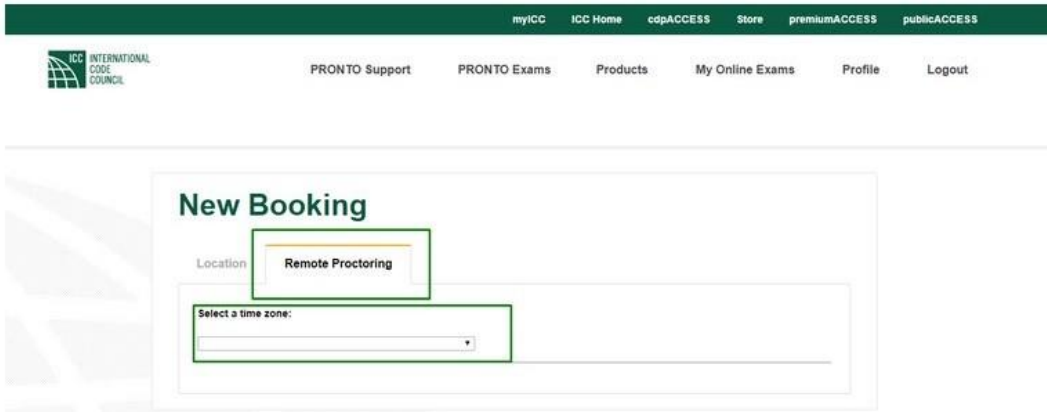 myICC ICC Home cdpACCESS Store premiumACCESS publicACCESS
ICC INTERNATIONAL
CODE
COUNCIL
PRONTO Support PRONTO Exams Products My Online Exams Profile Logout
New Booking
Location Remote Proctoring
Select a time zone: